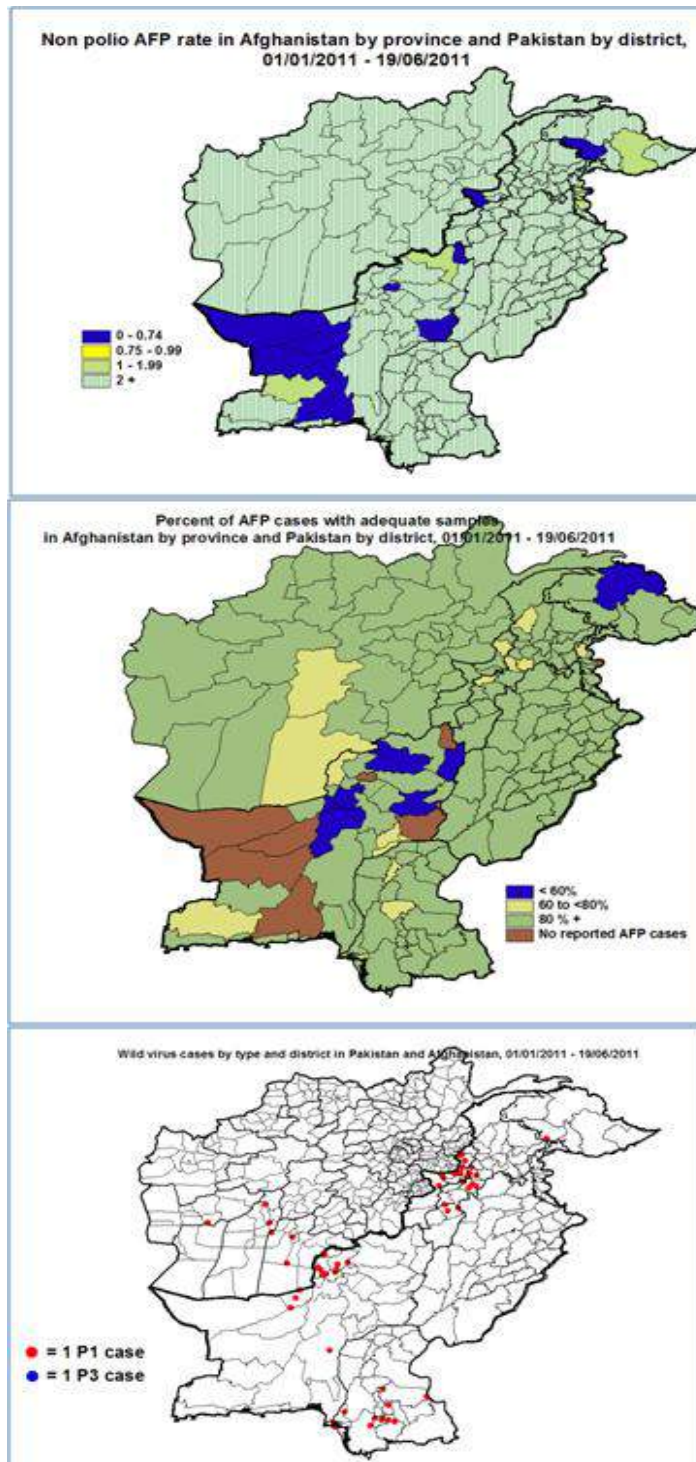 Non polio AFP rate in Afghanistan by province and Pakistan by district,
01/01/2011 - 19/06/2011
0 - 0.74
0.75 - 0.99
1 - 1.99
2 +
Percent of AFP cases with adequate samples
in Afghanistan by province and Pakistan by district, 01/01/2011 - 19/06/2011
< 60%
60 to <80%
80 % +
No reported AFP cases
Wild virus cases by type and district in Pakistan and Afghanistan, 01/01/2011 - 19/06/2011
= 1 P1 case
= 1 P3 case